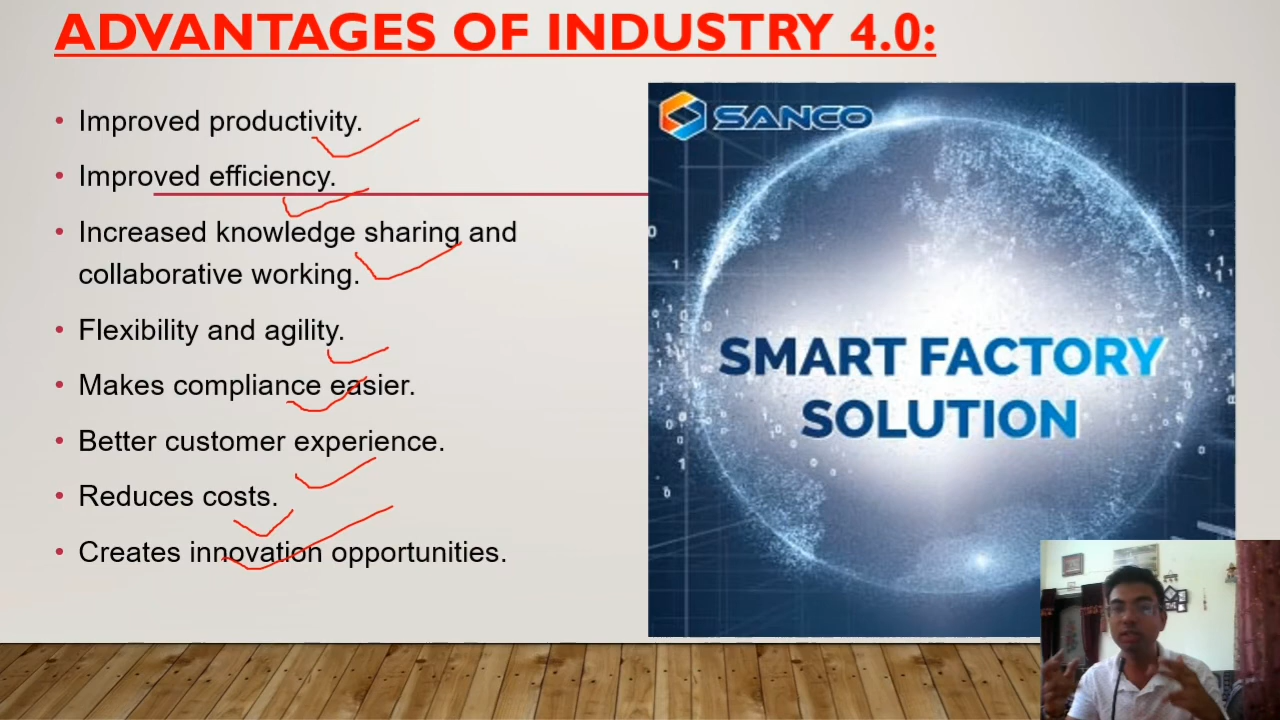 ADVANTAGES OF INDUSTRY 4.0:
• Improved productivity.
• Improved efficiency.
• Increased knowledge sharing and
collaborative working.
• Flexibility and agility.
• Makes compliance easier.
• Better customer experience.
• Reduces costs.
• Creates innovation opportunities.
SANCO
SMART FACTORY
SOLUTION